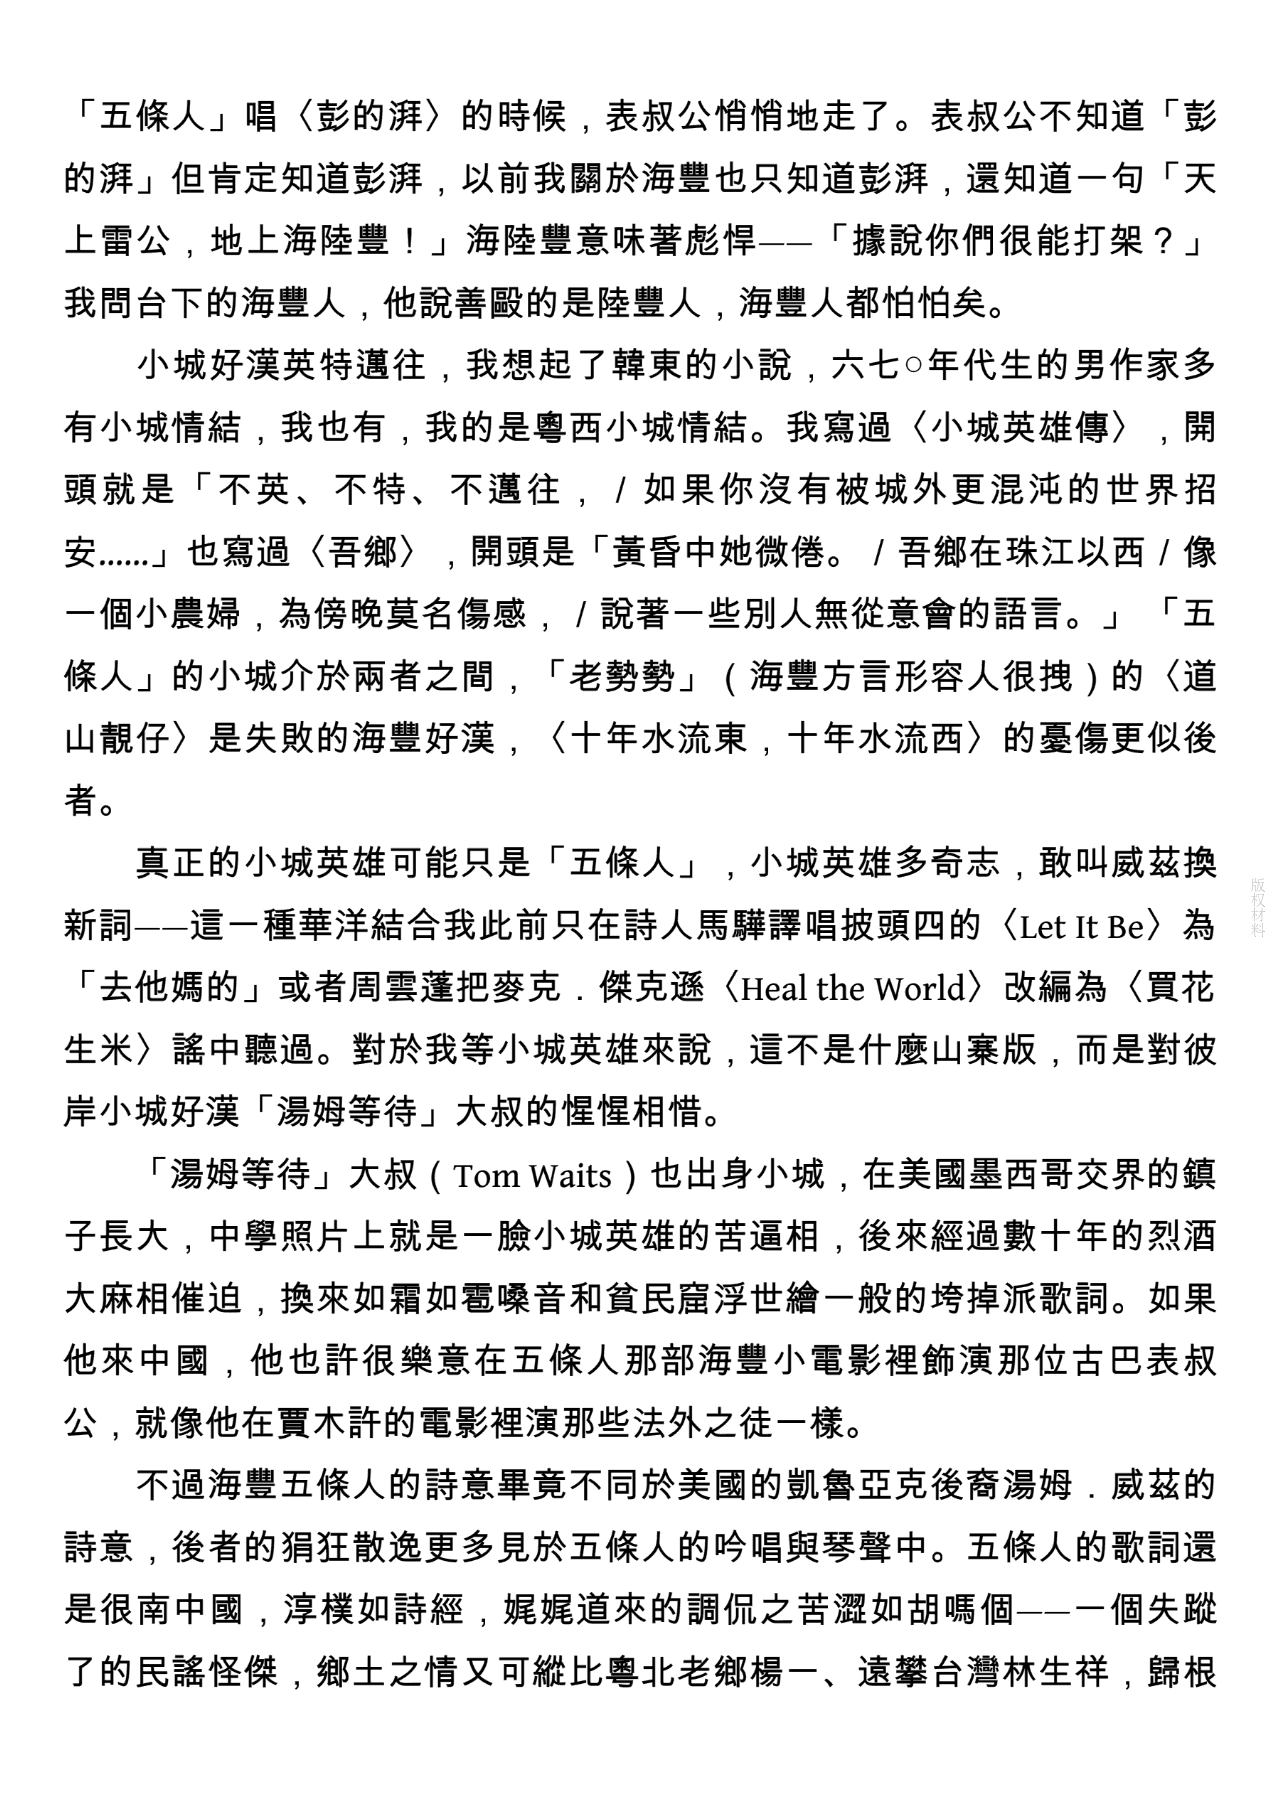 「五條人」唱〈彭的湃〉的時候，表叔公悄悄地走了。表叔公不知道「彭
的湃」但肯定知道彭湃，以前我關於海豐也只知道彭湃，還知道一句「天
上雷公，地上海陸豐！」海陸豐意味著彪悍——「據說你們很能打架？」
我問台下的海豐人，他說善毆的是陸豐人，海豐人都怕怕矣。
小城好漢英特邁往，我想起了韓東的小說，六七○年代生的男作家多
有小城情結，我也有，我的是粵西小城情結。我寫過〈小城英雄傳〉，開
頭就是「不英、不特、不邁往， / 如果你沒有被城外更混沌的世界招
安......」也寫過〈吾鄉〉，開頭是「黃昏中她微倦。 / 吾鄉在珠江以西 / 像
一個小農婦，為傍晚莫名傷感， / 說著一些別人無從意會的語言。」「五
條人」的小城介於兩者之間，「老勢勢」（海豐方言形容人很拽）的〈道
山靚仔〉是失敗的海豐好漢，〈十年水流東，十年水流西〉的憂傷更似後
者。
真正的小城英雄可能只是「五條人」，小城英雄多奇志，敢叫威茲換
新詞——這一種華洋結合我此前只在詩人馬驊譯唱披頭四的〈Let It Be〉為
「去他媽的」或者周雲蓬把麥克．傑克遜〈Heal the World〉改編為〈買花
生米〉謠中聽過。對於我等小城英雄來說，這不是什麼山寨版，而是對彼
岸小城好漢「湯姆等待」大叔的惺惺相惜。
「湯姆等待」大叔（Tom Waits）也出身小城，在美國墨西哥交界的鎮
子長大，中學照片上就是一臉小城英雄的苦逼相，後來經過數十年的烈酒
大麻相催迫，換來如霜如雹嗓音和貧民窟浮世繪一般的垮掉派歌詞。如果
他來中國，他也許很樂意在五條人那部海豐小電影裡飾演那位古巴表叔
公，就像他在賈木許的電影裡演那些法外之徒一樣。
不過海豐五條人的詩意畢竟不同於美國的凱魯亞克後裔湯姆．威茲的
詩意，後者的狷狂散逸更多見於五條人的吟唱與琴聲中。五條人的歌詞還
是很南中國，淳樸如詩經，娓娓道來的調侃之苦澀如胡嗎個——一個失蹤
了的民謠怪傑，鄉土之情又可縱比粵北老鄉楊一、遠攀台灣林生祥，歸根
版权材料